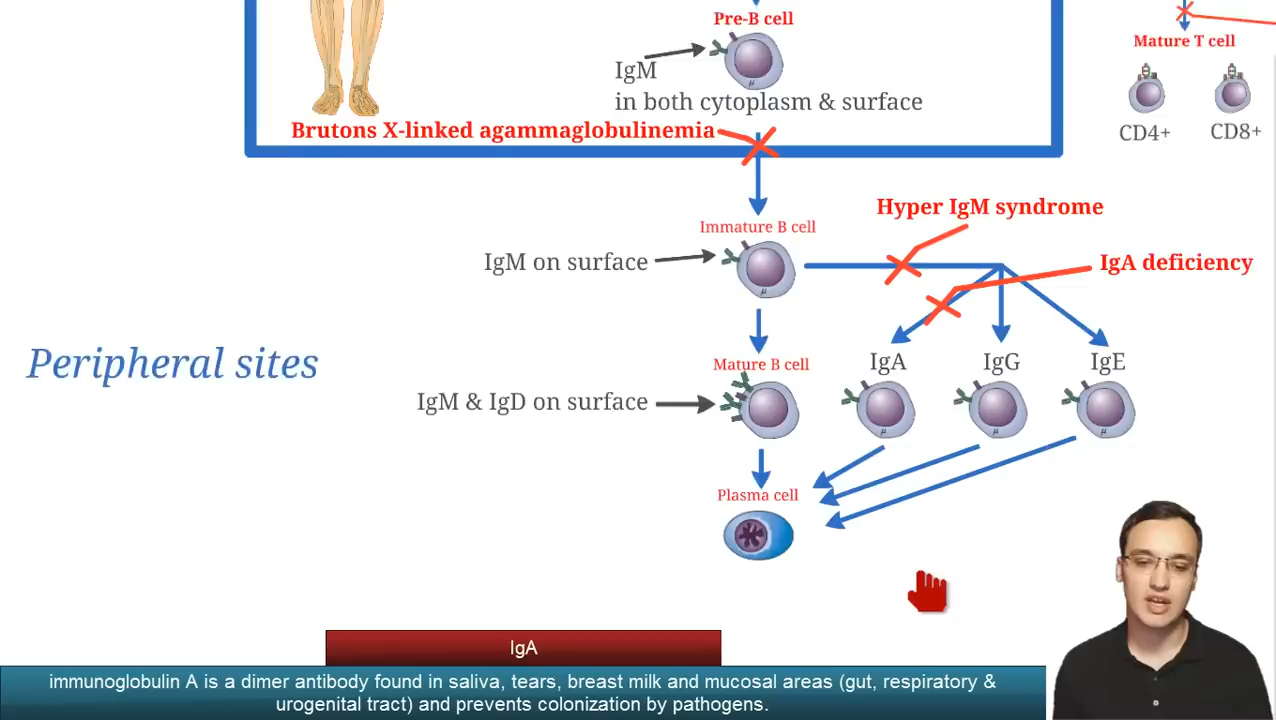 Pre-B cell
IgM
in both cytoplasm & surface
μ
Brutons X-linked agammaglobulinemia
Mature T cell
CD4+
CD8+
Immature B cell
IgM on surface
μ
Hyper IgM syndrome
IgA deficiency
Peripheral sites
Mature B cell
IgM & IgD on surface
IgA
IgG
IgE
μ
μ
μ
Plasma cell
IgA
immunoglobulin A is a dimer antibody found in saliva, tears, breast milk and mucosal areas (gut, respiratory &
urogenital tract) and prevents colonization by pathogens.